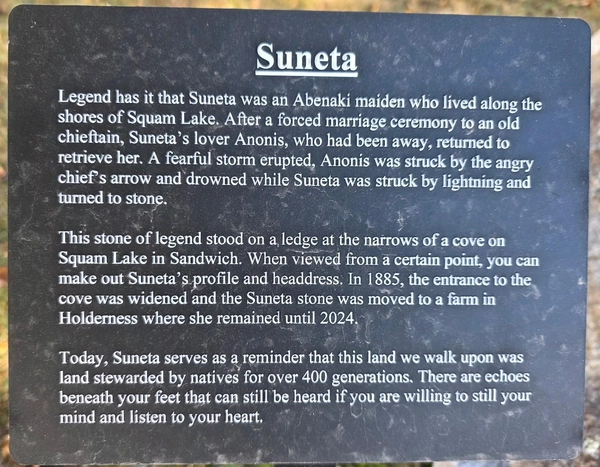 Suneta
Legend has it that Suneta was an Abenaki maiden who lived along the
shores of Squam Lake. After a forced marriage ceremony to an old
chieftain, Suneta's lover Anonis, who had been away, returned to
retrieve her. A fearful storm erupted, Anonis was struck by the angry
chief's arrow and drowned while Suneta was struck by lightning and
turned to stone.
This stone of legend stood on a ledge at the narrows of a cove on
Squam Lake in Sandwich. When viewed from a certain point, you can
make out Suneta's profile and headdress. In 1885, the entrance to the
cove was widened and the Suneta stone was moved to a farm in
Holderness where she remained until 2024.
Today, Suneta serves as a reminder that this land we walk upon was
land stewarded by natives for over 400 generations. There are echoes
beneath your feet that can still be heard if you are willing to still your
mind and listen to your heart.